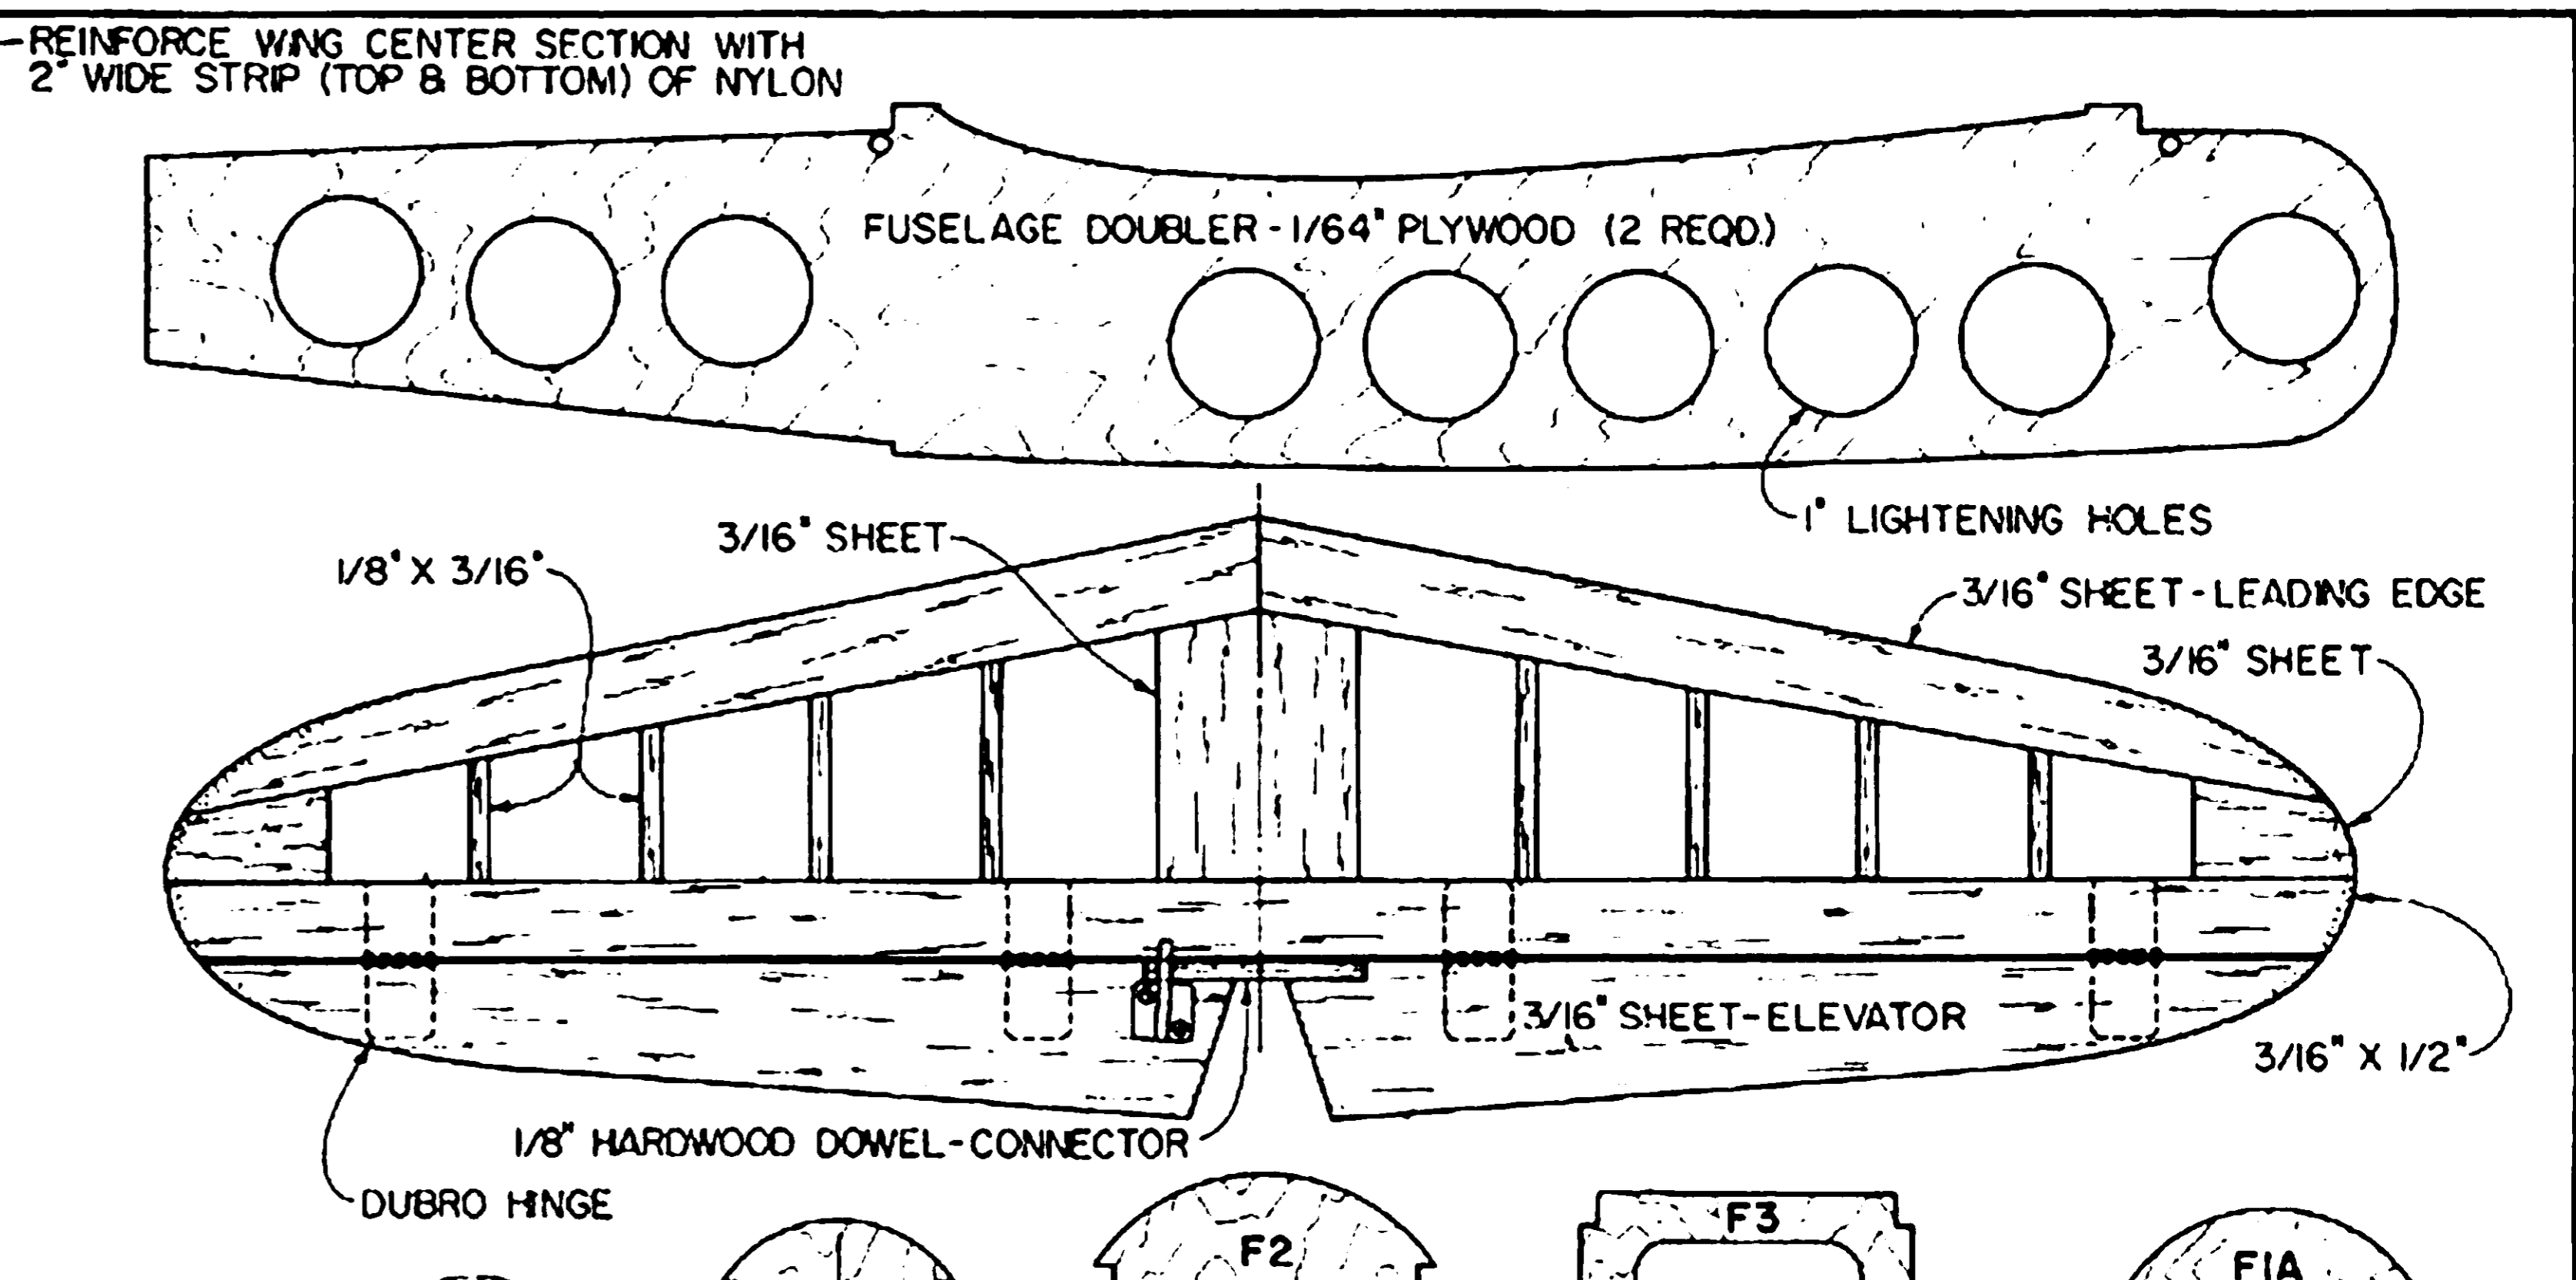 REINFORCE WING CENTER SECTION WITH
2" WIDE STRIP (TOP & BOTTOM) OF NYLON
FUSELAGE DOUBLER - 1/64" PLYWOOD (2 REQD.)
1" LIGHTENING HOLES
3/16" SHEET
1/8" X 3/16"
3/16" SHEET - LEADING EDGE
3/16" SHEET
3/16" SHEET-ELEVATOR
3/16" X 1/2"
1/8" HARDWOOD DOWEL-CONNECTOR
DUBRO HINGE
F2
F3
F1A